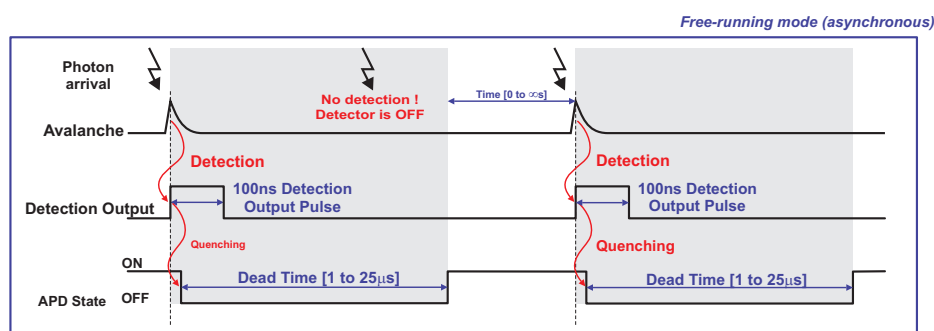 Free-running mode (asynchronous)
Photon
arrival
No detection !
Detector is OFF
Time [0 to ∞s]
Avalanche
Detection
Detection
100ns Detection
Output Pulse
100ns Detection
Output Pulse
Detection Output
Quenching
Quenching
ON
Dead Time [1 to 25μs]
Dead Time [1 to 25μs]
APD State
OFF